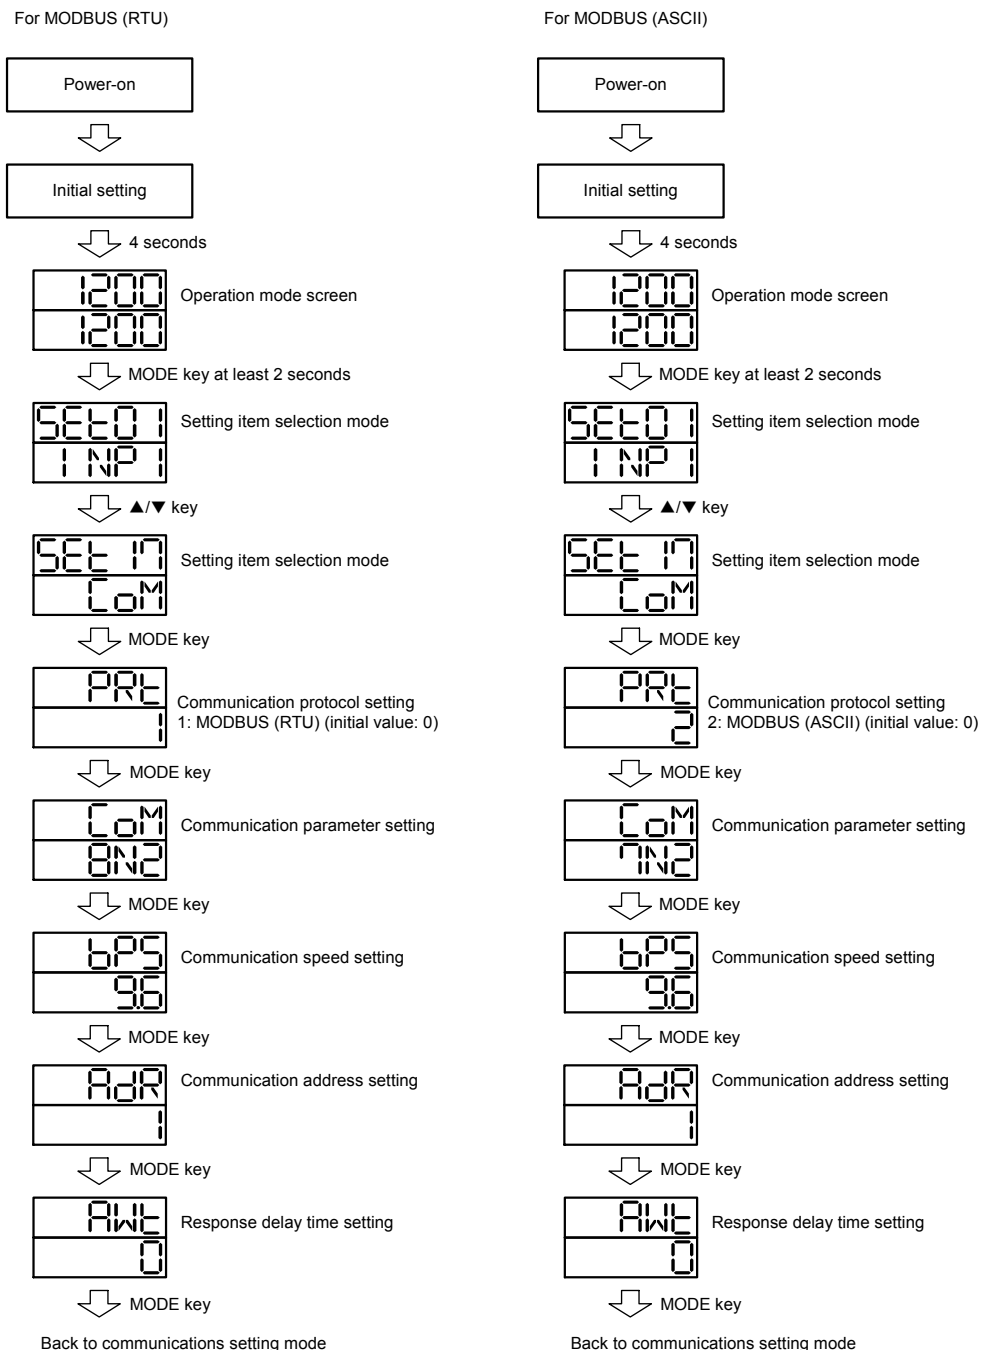 For MODBUS (RTU)
Power-on
Initial setting
4 seconds
1200
Operation mode screen
1200
MODE key at least 2 seconds
SEt01
Setting item selection mode
INP1
▲/▼ key
SEt17
Setting item selection mode
CoM
MODE key
PRt
Communication protocol setting
1
1: MODBUS (RTU) (initial value: 0)
MODE key
CoM
Communication parameter setting
8N2
MODE key
bPS
Communication speed setting
9.6
MODE key
AdR
Communication address setting
1
MODE key
AWt
Response delay time setting
0
MODE key
Back to communications setting mode
For MODBUS (ASCII)
Power-on
Initial setting
4 seconds
1200
Operation mode screen
1200
MODE key at least 2 seconds
SEt01
Setting item selection mode
INP1
▲/▼ key
SEt17
Setting item selection mode
CoM
MODE key
PRt
Communication protocol setting
2
2: MODBUS (ASCII) (initial value: 0)
MODE key
CoM
Communication parameter setting
7N2
MODE key
bPS
Communication speed setting
9.6
MODE key
AdR
Communication address setting
1
MODE key
AWt
Response delay time setting
0
MODE key
Back to communications setting mode